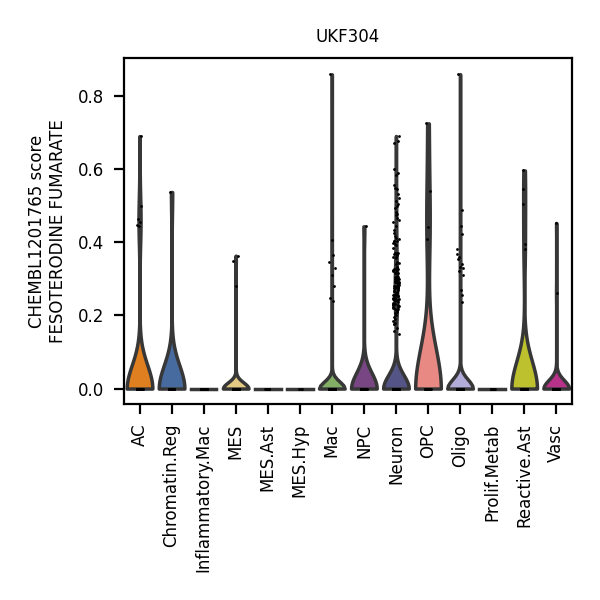 UKF304
CHEMBL1201765 score
FESOTERODINE FUMARATE
0.8
0.6
0.4
0.2
0.0
AC
Chromatin.Reg
Inflammatory.Mac
MES
MES.Ast
MES.Hyp
Mac
NPC
Neuron
OPC
Oligo
Prolif.Metab
Reactive.Ast
Vasc